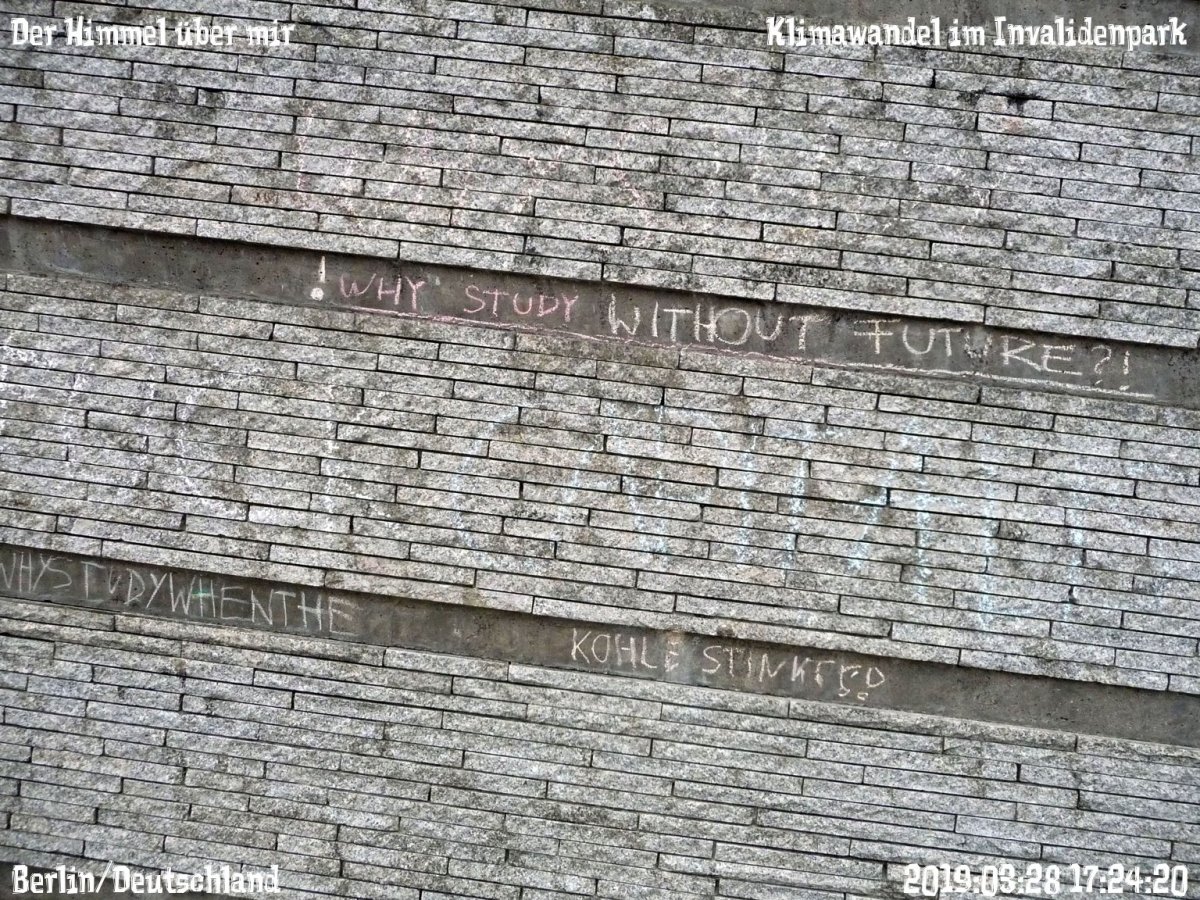 Der Himmel über mir
Klimawandel im Invalidenpark
! WHY STUDY WITHOUT FUTURE?!
WHYSTUDYWHENTHE
KOHLE
Berlin/Deutschland
2019:03:28 17:24:20